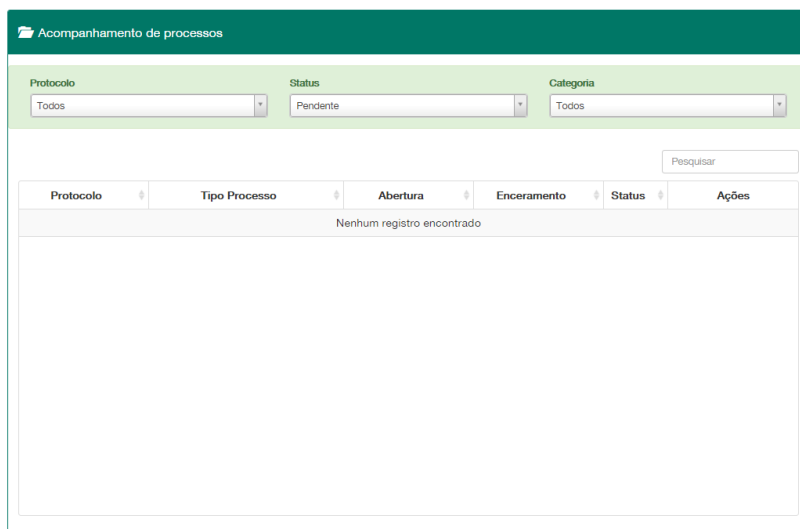 Acompanhamento de processos
Protocolo Status Categoria
Todos Pendente Todos
Pesquisar
Protocolo Tipo Processo Abertura Enceramento Status Ações
Nenhum registro encontrado